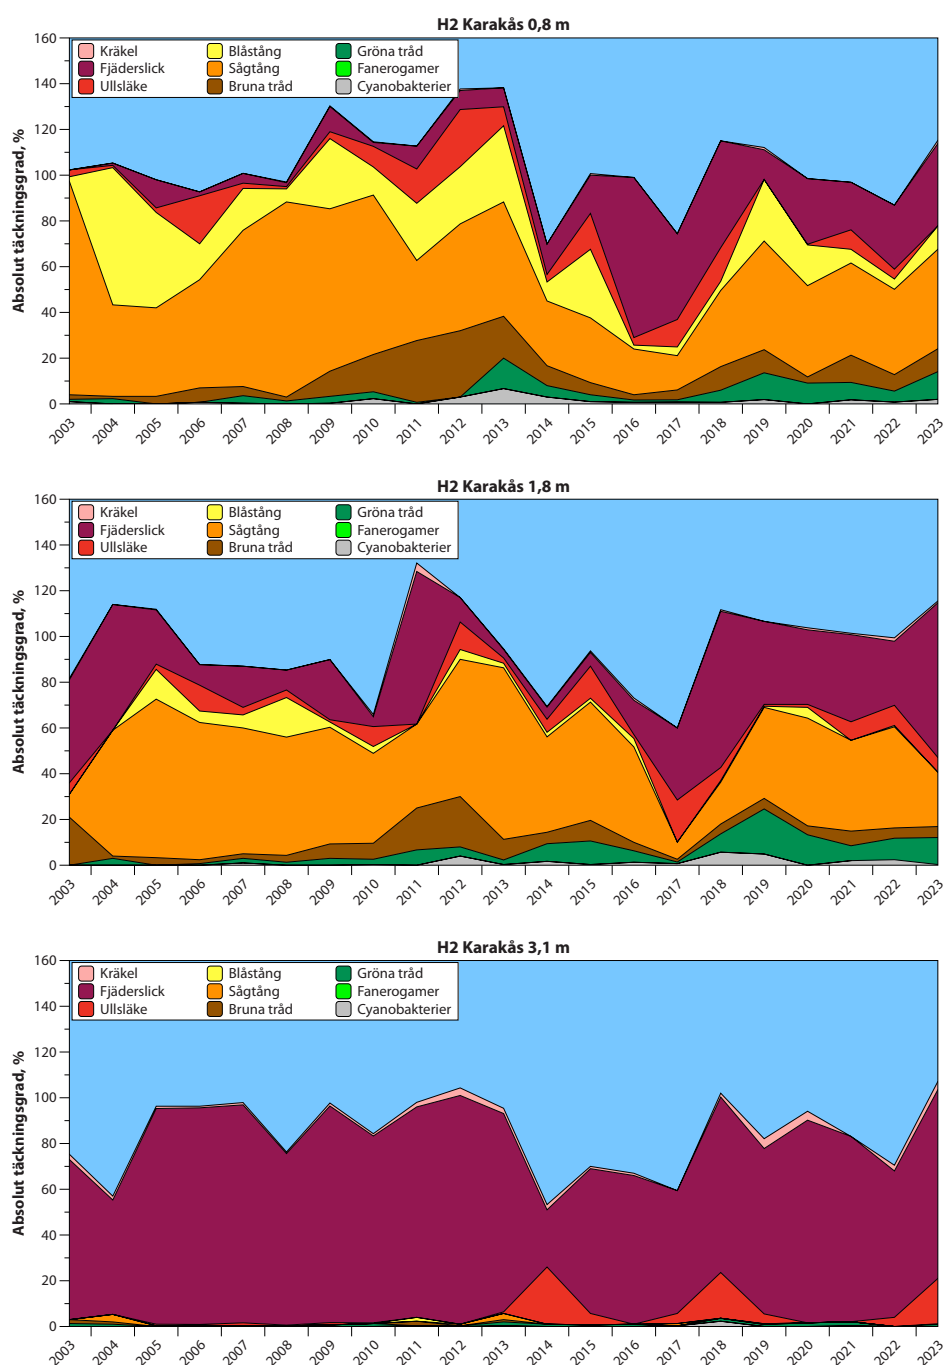 H2 Karakås 0,8 m
Absolut täckningsgrad, %
160
140
120
100
80
60
40
20
0
Kräkel
Fjäderslick
Ullsläke
Blåstång
Sågtång
Bruna tråd
Gröna tråd
Fanerogamer
Cyanobakterier
2003 2004 2005 2006 2007 2008 2009 2010 2011 2012 2013 2014 2015 2016 2017 2018 2019 2020 2021 2022 2023
H2 Karakås 1,8 m
Absolut täckningsgrad, %
160
140
120
100
80
60
40
20
0
Kräkel
Fjäderslick
Ullsläke
Blåstång
Sågtång
Bruna tråd
Gröna tråd
Fanerogamer
Cyanobakterier
2003 2004 2005 2006 2007 2008 2009 2010 2011 2012 2013 2014 2015 2016 2017 2018 2019 2020 2021 2022 2023
H2 Karakås 3,1 m
Absolut täckningsgrad, %
160
140
120
100
80
60
40
20
0
Kräkel
Fjäderslick
Ullsläke
Blåstång
Sågtång
Bruna tråd
Gröna tråd
Fanerogamer
Cyanobakterier
2003 2004 2005 2006 2007 2008 2009 2010 2011 2012 2013 2014 2015 2016 2017 2018 2019 2020 2021 2022 2023